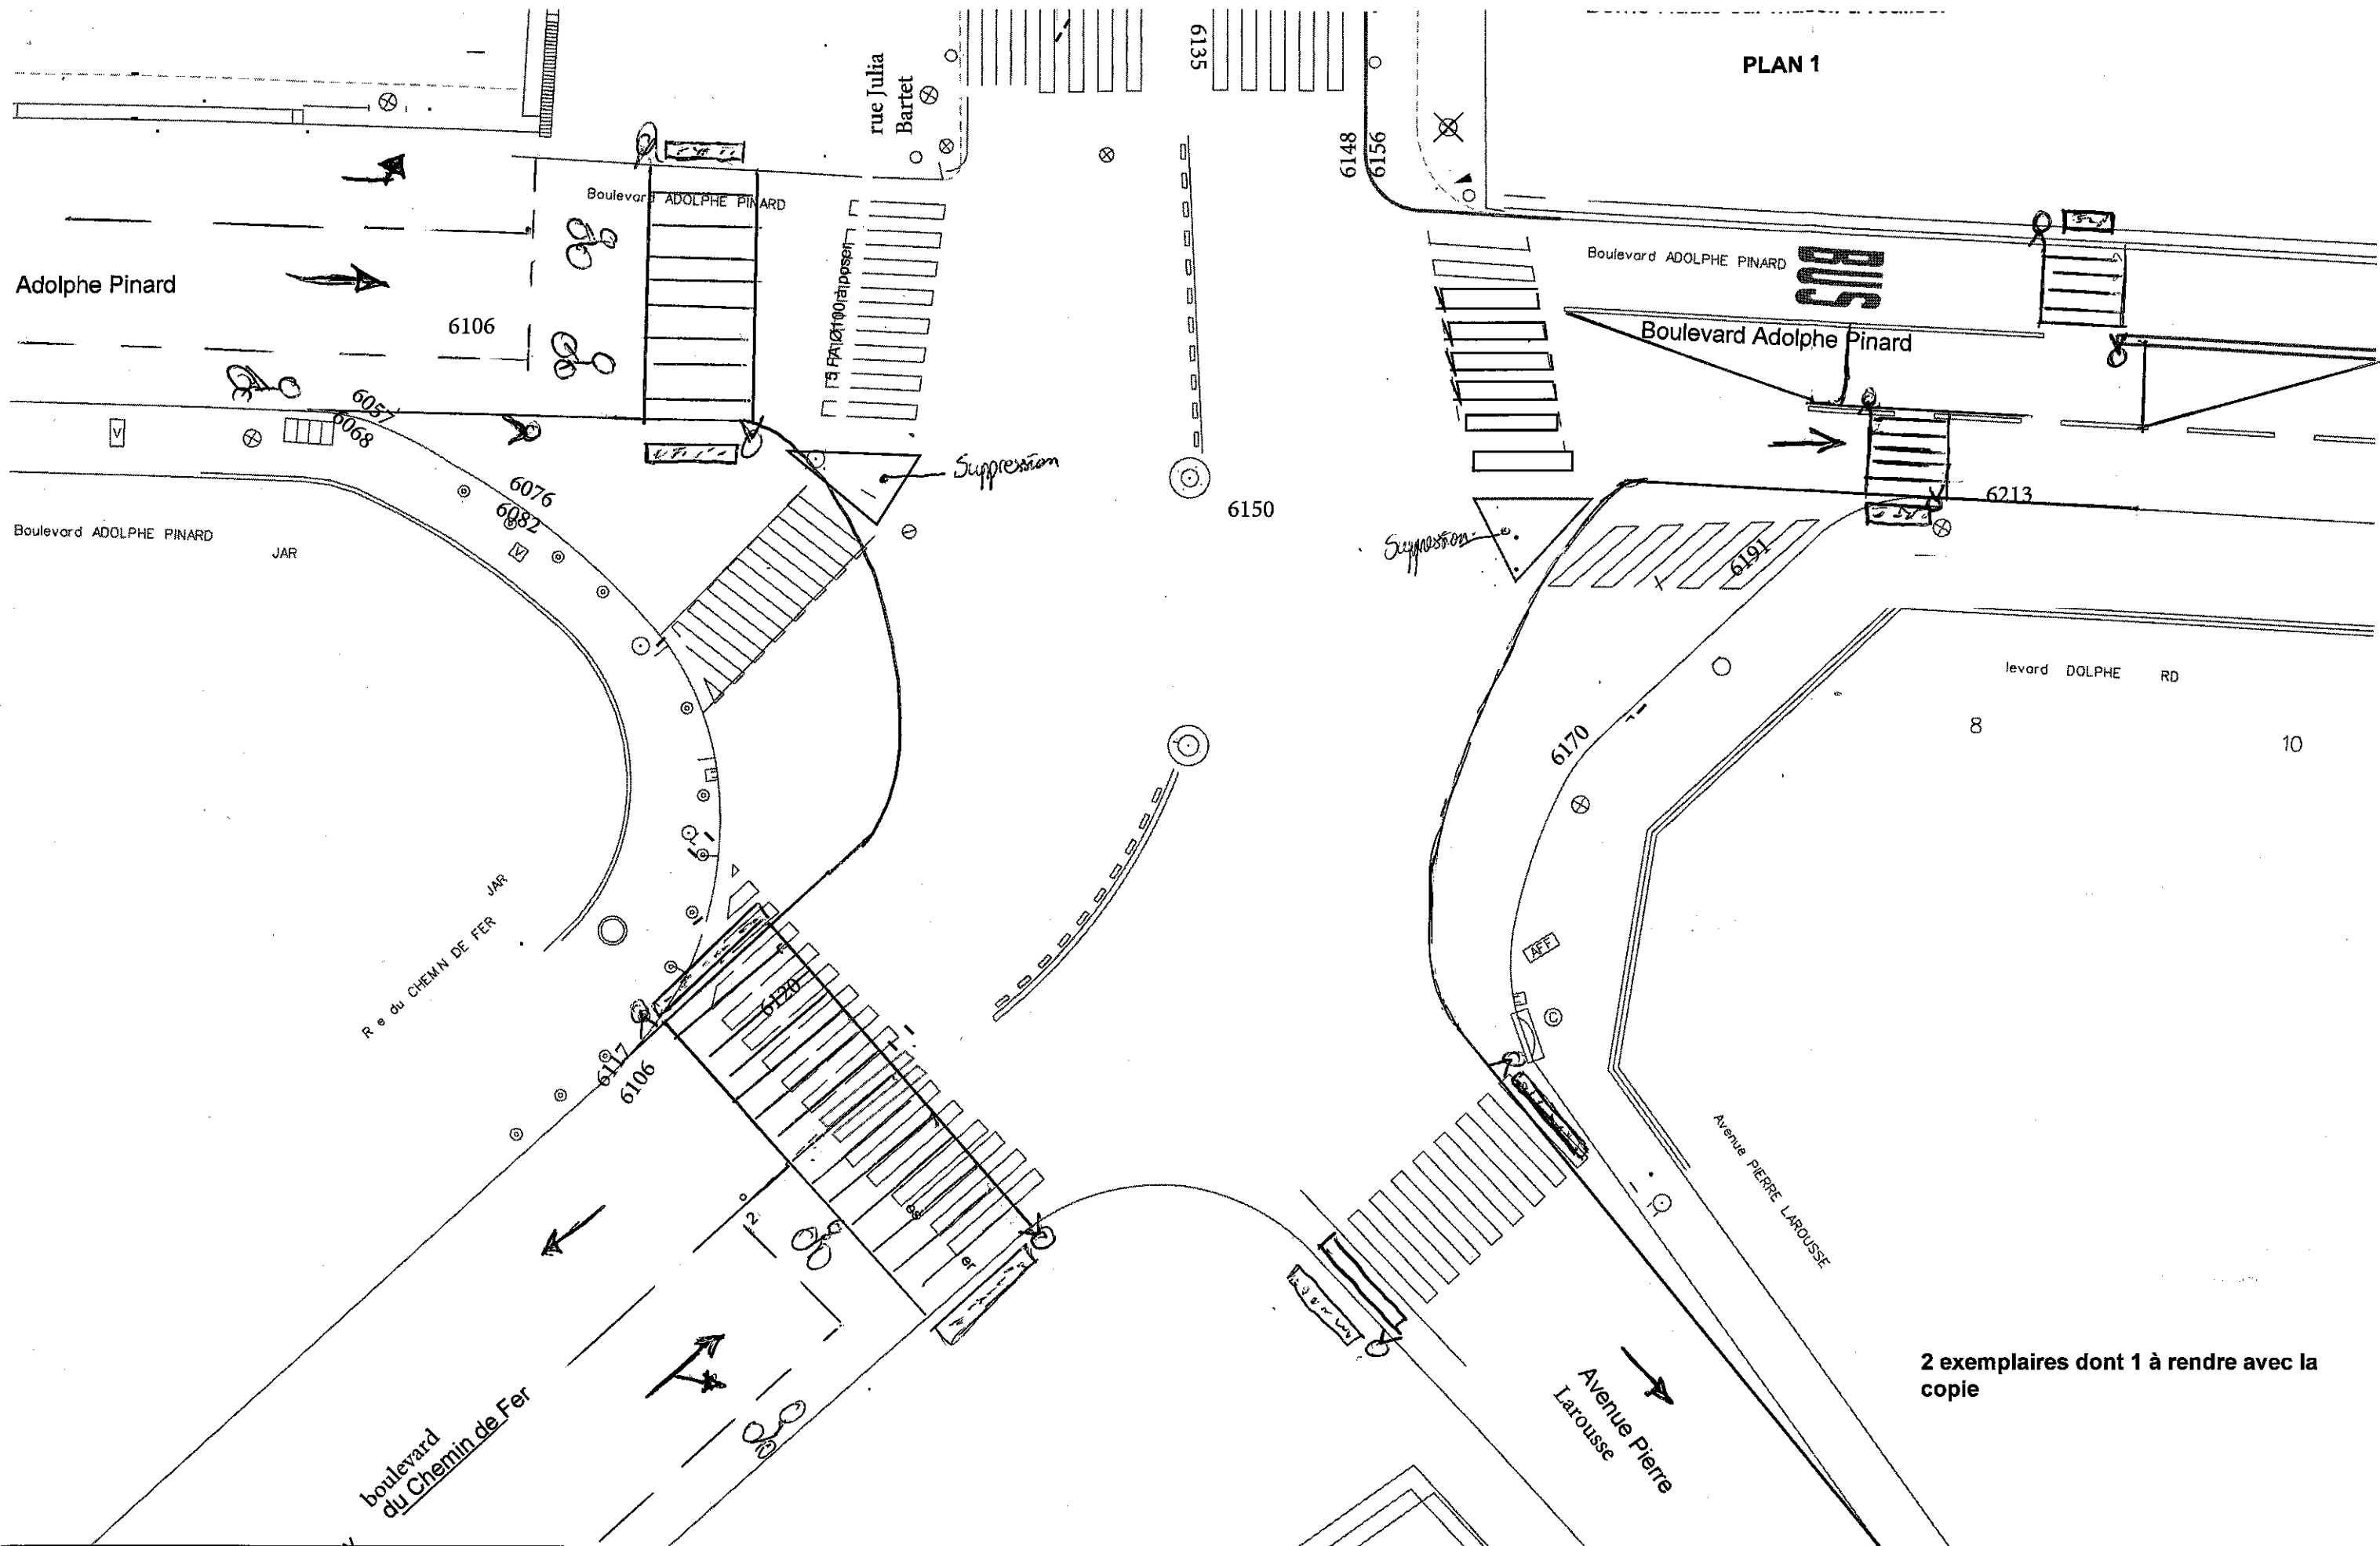 PLAN 1
6135
rue Julia
Bartet
6148
6156
Boulevard ADOLPHE PINARD
Boulevard ADOLPHE PINARD
BUS
Adolphe Pinard
6106
Boulevard Adolphe Pinard
6057
6068
V
Suppression
6076
6082
V
6150
6213
Boulevard ADOLPHE PINARD
JAR
Suppression
6191
levard DOLPHE RD
8
10
6170
JAR
R e du CHEM N DE FER
AFF
C
6120
6117
6106
Avenue PIERRE LAROUSSE
2
er
boulevard
du Chemin de Fer
Avenue Pierre
Larousse
2 exemplaires dont 1 à rendre avec la
copie